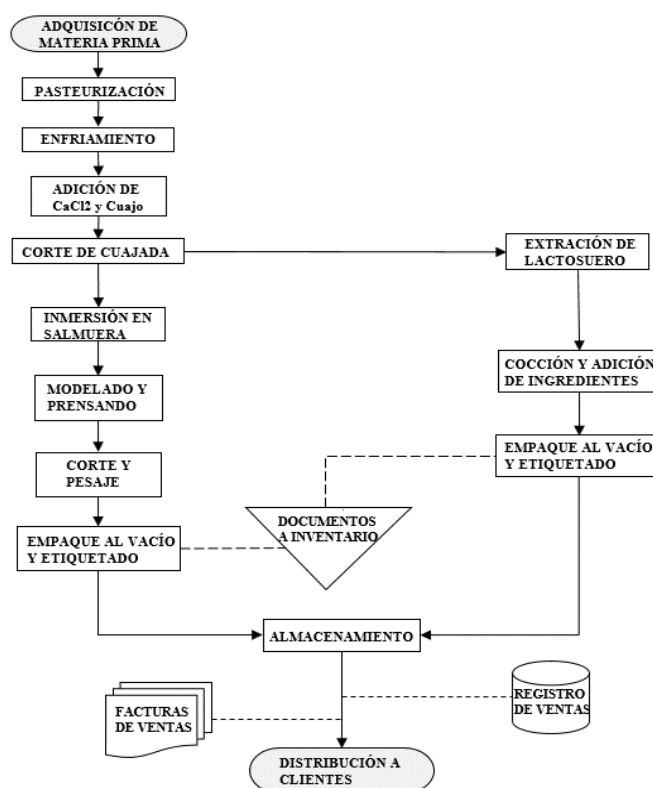 ADQUISICÓN DE
MATERIA PRIMA
PASTEURIZACIÓN
ENFRIAMIENTO
ADICIÓN DE
CaCl2 y Cuajo
CORTE DE CUAJADA
EXTRACIÓN DE
LACTOSUERO
INMERSIÓN EN
SALMUERA
COCCIÓN Y ADICIÓN
DE INGREDIENTES
MODELADO Y
PRENSANDO
EMPAQUE AL VACÍO
Y ETIQUETADO
CORTE Y
PESAJE
DOCUMENTOS
A INVENTARIO
EMPAQUE AL VACÍO
Y ETIQUETADO
ALMACENAMIENTO
FACTURAS
DE VENTAS
REGISTRO
DE VENTAS
DISTRIBUCIÓN A
CLIENTES